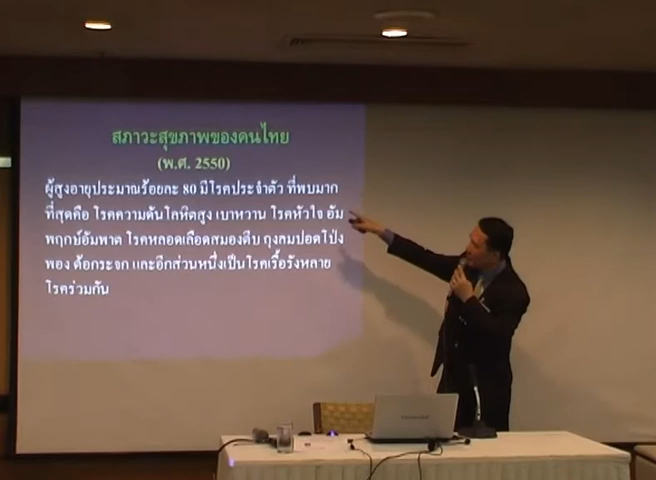 สภาวะสุขภาพของคนไทย
(พ.ศ. 2550)
ผู้สูงอายุประมาณร้อยละ 80 มีโรคประจำตัว ที่พบมาก
ที่สุดคือ โรคความดันโลหิตสูง เบาหวาน โรคหัวใจ อัม
พฤกษ์อัมพาต โรคหลอดเลือดสมองตีบ ถุงลมปอดโป่ง
พอง ต้อกระจก และอีกส่วนหนึ่งเป็นโรคเรื้อรังหลาย
โรคร่วมกัน